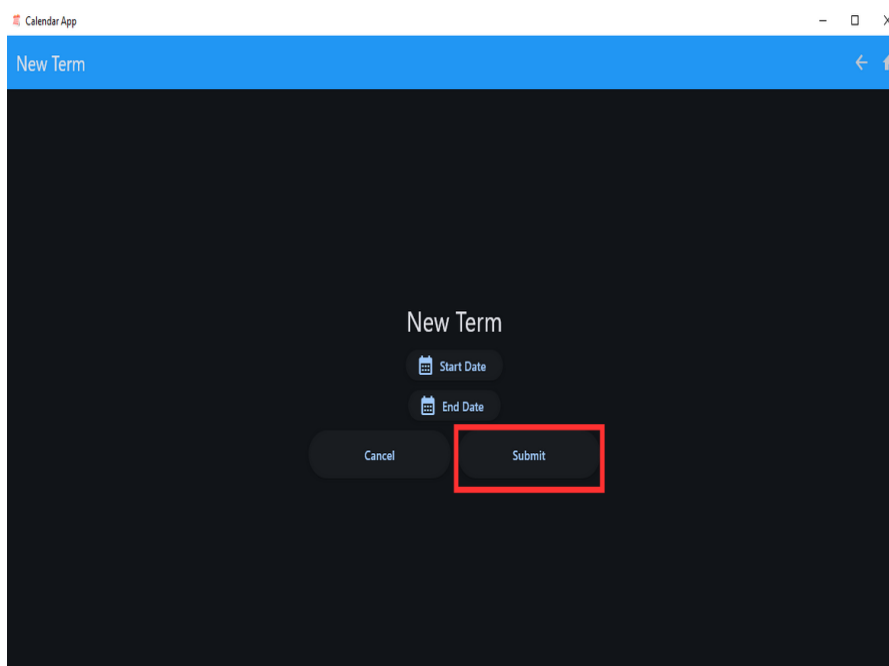 Calendar App
New Term
New Term
Start Date
End Date
Cancel Submit